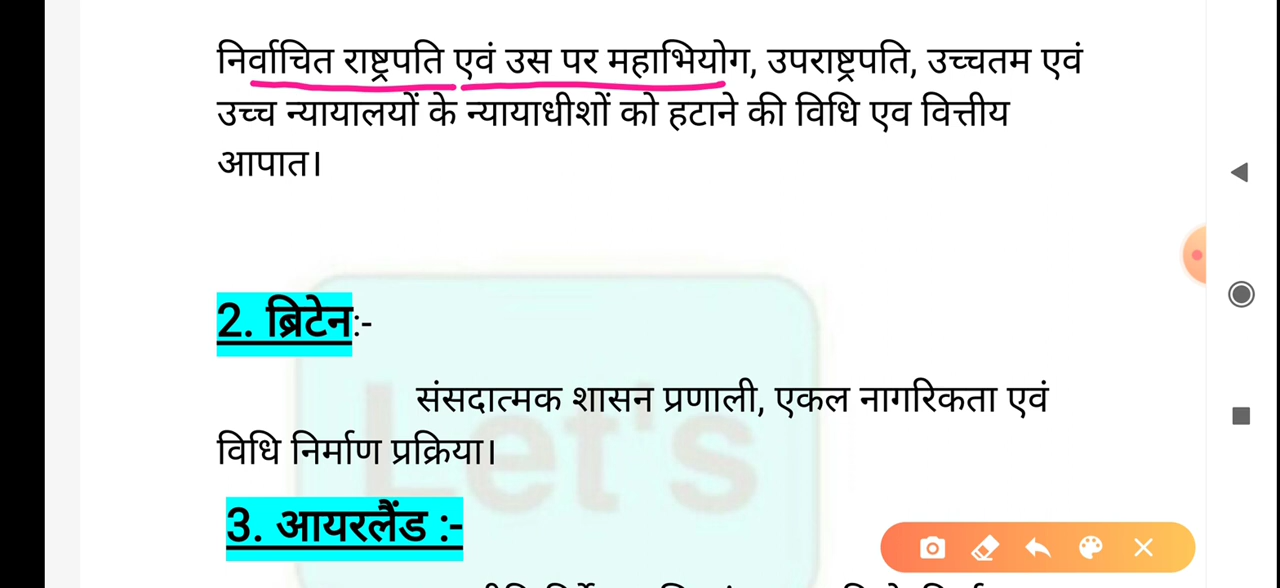 निर्वाचित राष्ट्रपति एवं उस पर महाभियोग, उपराष्ट्रपति, उच्चतम एवं
उच्च न्यायालयों के न्यायाधीशों को हटाने की विधि एव वित्तीय
आपात।
2. ब्रिटेन:-
संसदात्मक शासन प्रणाली, एकल नागरिकता एवं
विधि निर्माण प्रक्रिया।
Let's
3. आयरलैंड :-